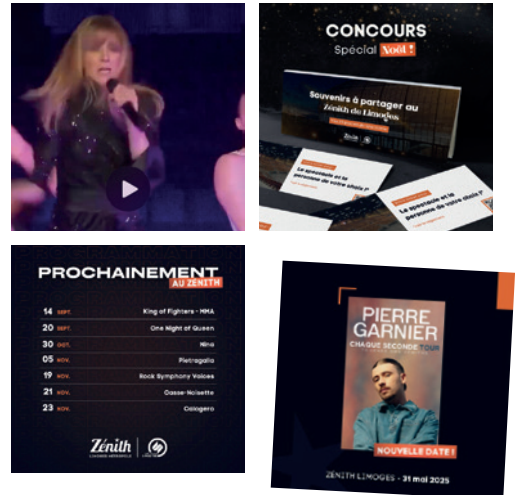 CONCOURS
Spécial Noël !
Souvenirs à partager au
Zénith de Limoges
Zénith
Le spectacle et la
personne de votre choix !*
Le spectacle et la
personne de votre choix !*
PROCHAINEMENT
AU ZÉNITH
14 SEPT. King of Fighters - MMA
20 SEPT. One Night of Queen
30 OCT. Nina
05 NOV. Pietragalla
19 NOV. Rock Symphony Voices
21 NOV. Casse-Noisette
23 NOV. Calogero
Zénith
LIMOGES MÉTROPOLE
PIERRE
GARNIER
CHAQUE SECONDE TOUR
NOUVELLE DATE !
ZÉNITH LIMOGES - 31 mai 2025